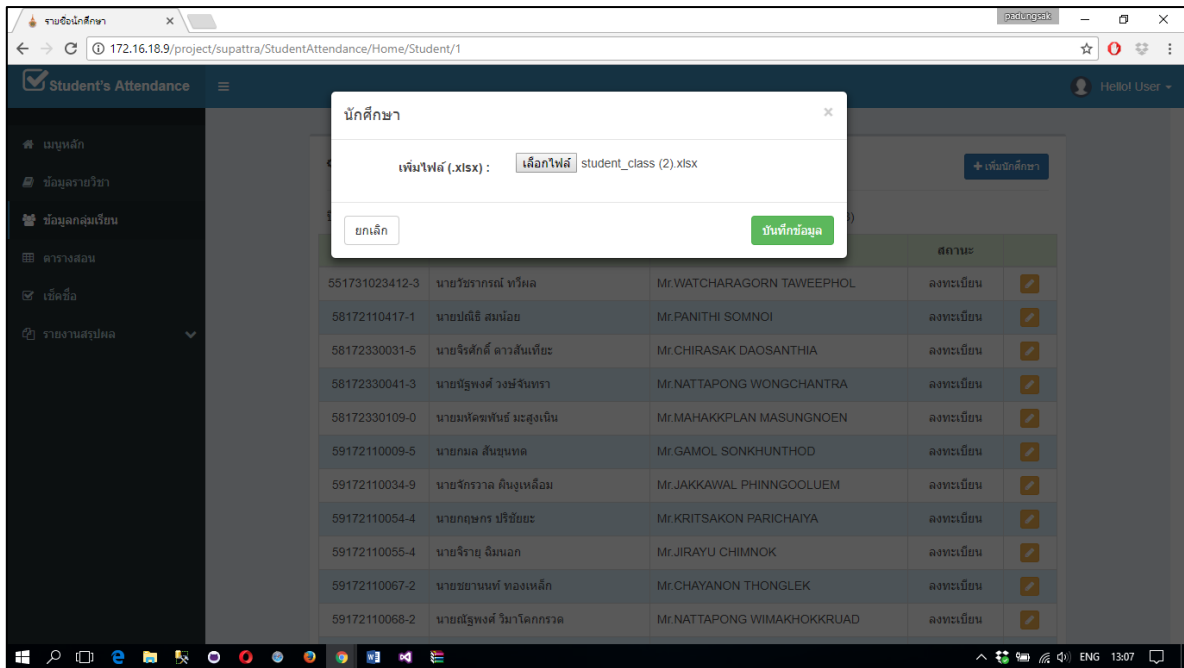 รายชื่อนักศึกษา
padungsak
172.16.18.9/project/supattra/StudentAttendance/Home/Student/1
Student's Attendance
Hello! User
เมนูหลัก
ข้อมูลรายวิชา
ข้อมูลกลุ่มเรียน
ตารางสอน
เช็คชื่อ
รายงานสรุปผล
นักศึกษา ×
เพิ่มไฟล์ (.xlsx) : เลือกไฟล์ student_class (2).xlsx
ยกเลิก บันทึกข้อมูล
+ เพิ่มนักศึกษา
สถานะ
551731023412-3 นายวัชรากรณ์ ทวีผล Mr.WATCHARAGORN TAWEEPHOL ลงทะเบียน
58172110417-1 นายปณิธิ สมน้อย Mr.PANITHI SOMNOI ลงทะเบียน
58172330031-5 นายจิรศักดิ์ ดาวสันเทียะ Mr.CHIRASAK DAOSANTHIA ลงทะเบียน
58172330041-3 นายนัฐพงศ์ วงษ์จันทรา Mr.NATTAPONG WONGCHANTRA ลงทะเบียน
58172330109-0 มะสูงเนิน Mr.MAHAKKPLAN MASUNGNOEN ลงทะเบียน
59172110009-5 นายกมล สันขุนทด Mr.GAMOL SONKHUNTHOD ลงทะเบียน
59172110034-9 นายจักรวาล ผินงูเหลือม Mr.JAKKAWAL PHINNGOOLUEM ลงทะเบียน
59172110054-4 นายกฤษกร ปริชัยยะ Mr.KRITSAKON PARICHAIYA ลงทะเบียน
59172110055-4 นายจิรายุ ฉิมนอก Mr.JIRAYU CHIMNOK ลงทะเบียน
59172110067-2 นายชยานนท์ ทองเหล็ก Mr.CHAYANON THONGLEK ลงทะเบียน
59172110068-2 นายณัฐพงศ์ วิมาโคกกรวด Mr.NATTAPONG WIMAKHOKKRUAD ลงทะเบียน
ENG 13:07